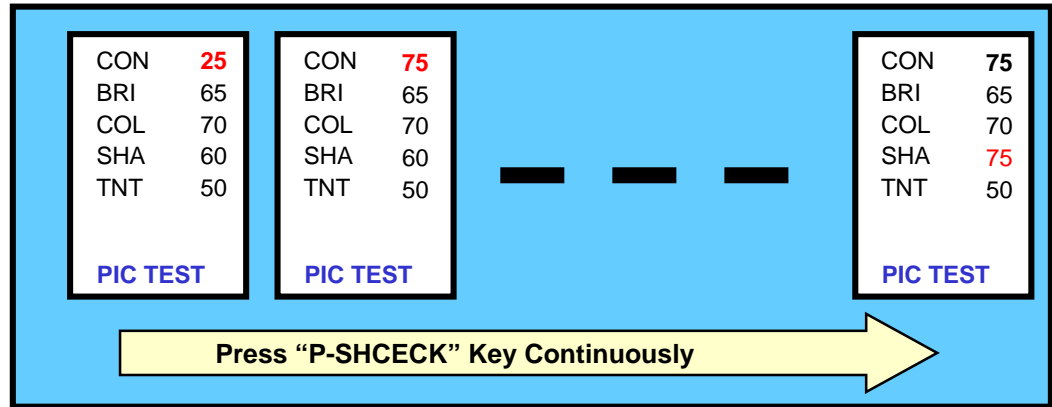 CON 25
BRI 65
COL 70
SHA 60
TNT 50
PIC TEST
CON 75
BRI 65
COL 70
SHA 60
TNT 50
PIC TEST
CON 75
BRI 65
COL 70
SHA 75
TNT 50
PIC TEST
Press “P-SHCECK” Key Continuously